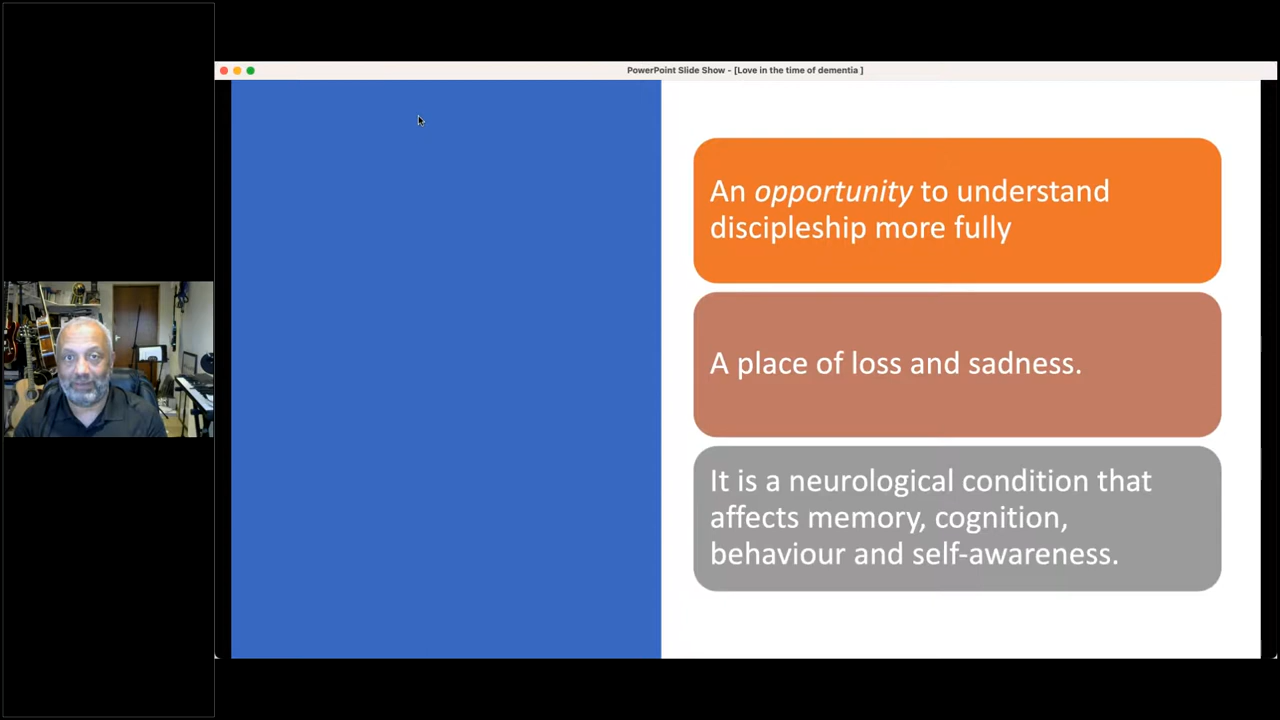 PowerPoint Slide Show - [Love in the time of dementia ]
An opportunity to understand
discipleship more fully
A place of loss and sadness.
It is a neurological condition that
affects memory, cognition,
behaviour and self-awareness.